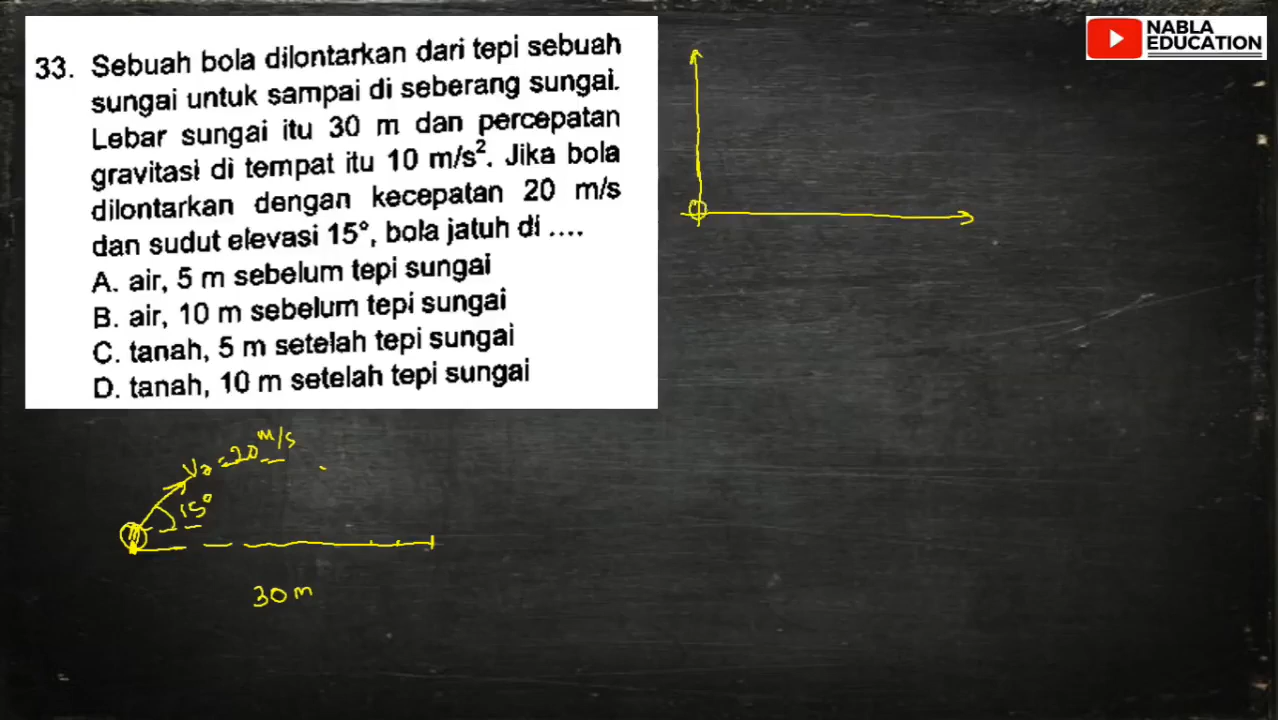 NABLA
EDUCATION
33. Sebuah bola dilontarkan dari tepi sebuah
sungai untuk sampai di seberang sungai.
Lebar sungai itu 30 m dan percepatan
gravitasi di tempat itu 10 m/s². Jika bola
dilontarkan dengan kecepatan 20 m/s
dan sudut elevasi 15°, bola jatuh di ....
A. air, 5 m sebelum tepi sungai
B. air, 10 m sebelum tepi sungai
C. tanah, 5 m setelah tepi sungai
D. tanah, 10 m setelah tepi sungai
V₀ = 20 m/s
15°
30 m